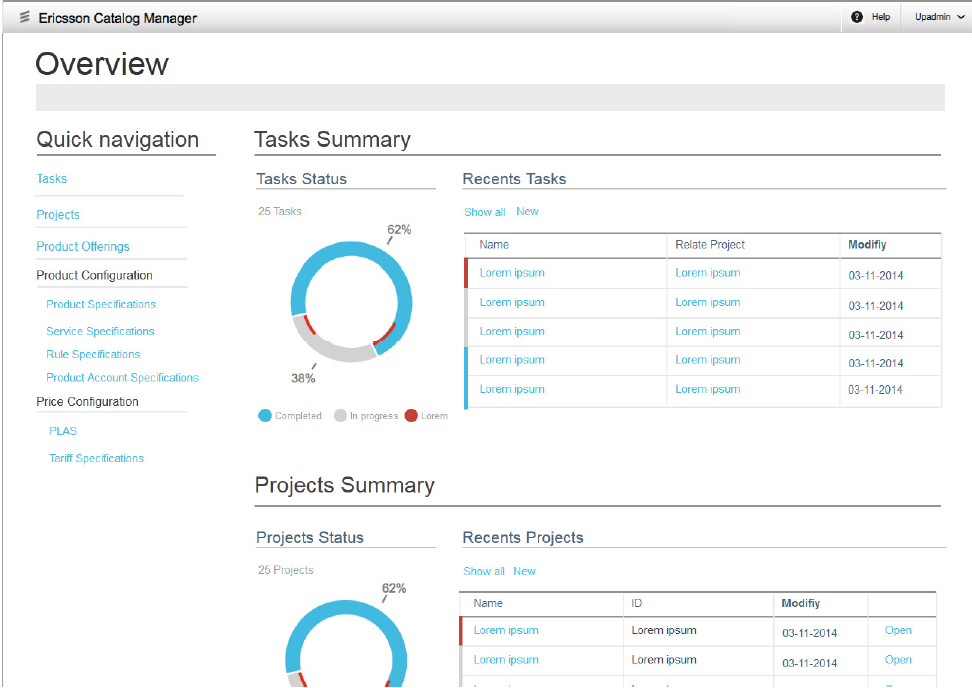 Ericsson Catalog Manager
? Help
Upadmin
Overview
Quick navigation
Tasks
Projects
Product Offerings
Product Configuration
Product Specifications
Service Specifications
Rule Specifications
Product Account Specifications
Price Configuration
PLAS
Tariff Specifications
Tasks Summary
Tasks Status
25 Tasks
62%
38%
Completed In progress Lorem
Recents Tasks
Show all New
Name Relate Project Modifiy
Lorem ipsum Lorem ipsum 03-11-2014
Lorem ipsum Lorem ipsum 03-11-2014
Lorem ipsum Lorem ipsum 03-11-2014
Lorem ipsum Lorem ipsum 03-11-2014
Lorem ipsum Lorem ipsum 03-11-2014
Projects Summary
Projects Status
25 Projects
62%
Recents Projects
Show all New
Name ID Modifiy
Lorem ipsum Lorem ipsum 03-11-2014 Open
Lorem ipsum Lorem ipsum 03-11-2014 Open